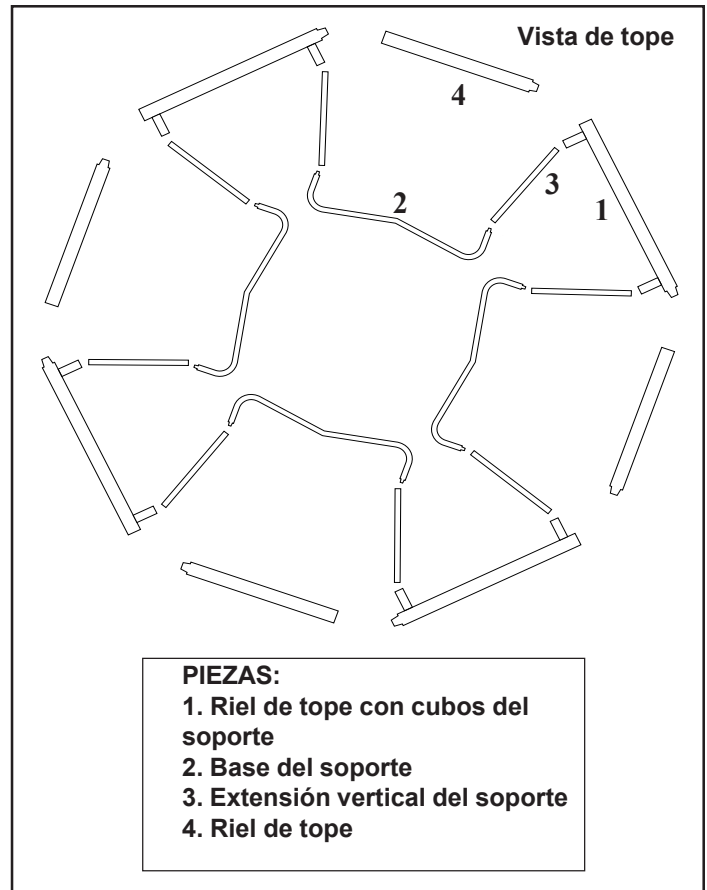 Vista de tope
4
3
1
2
PIEZAS:
1. Riel de tope con cubos del
soporte
2. Base del soporte
3. Extensión vertical del soporte
4. Riel de tope